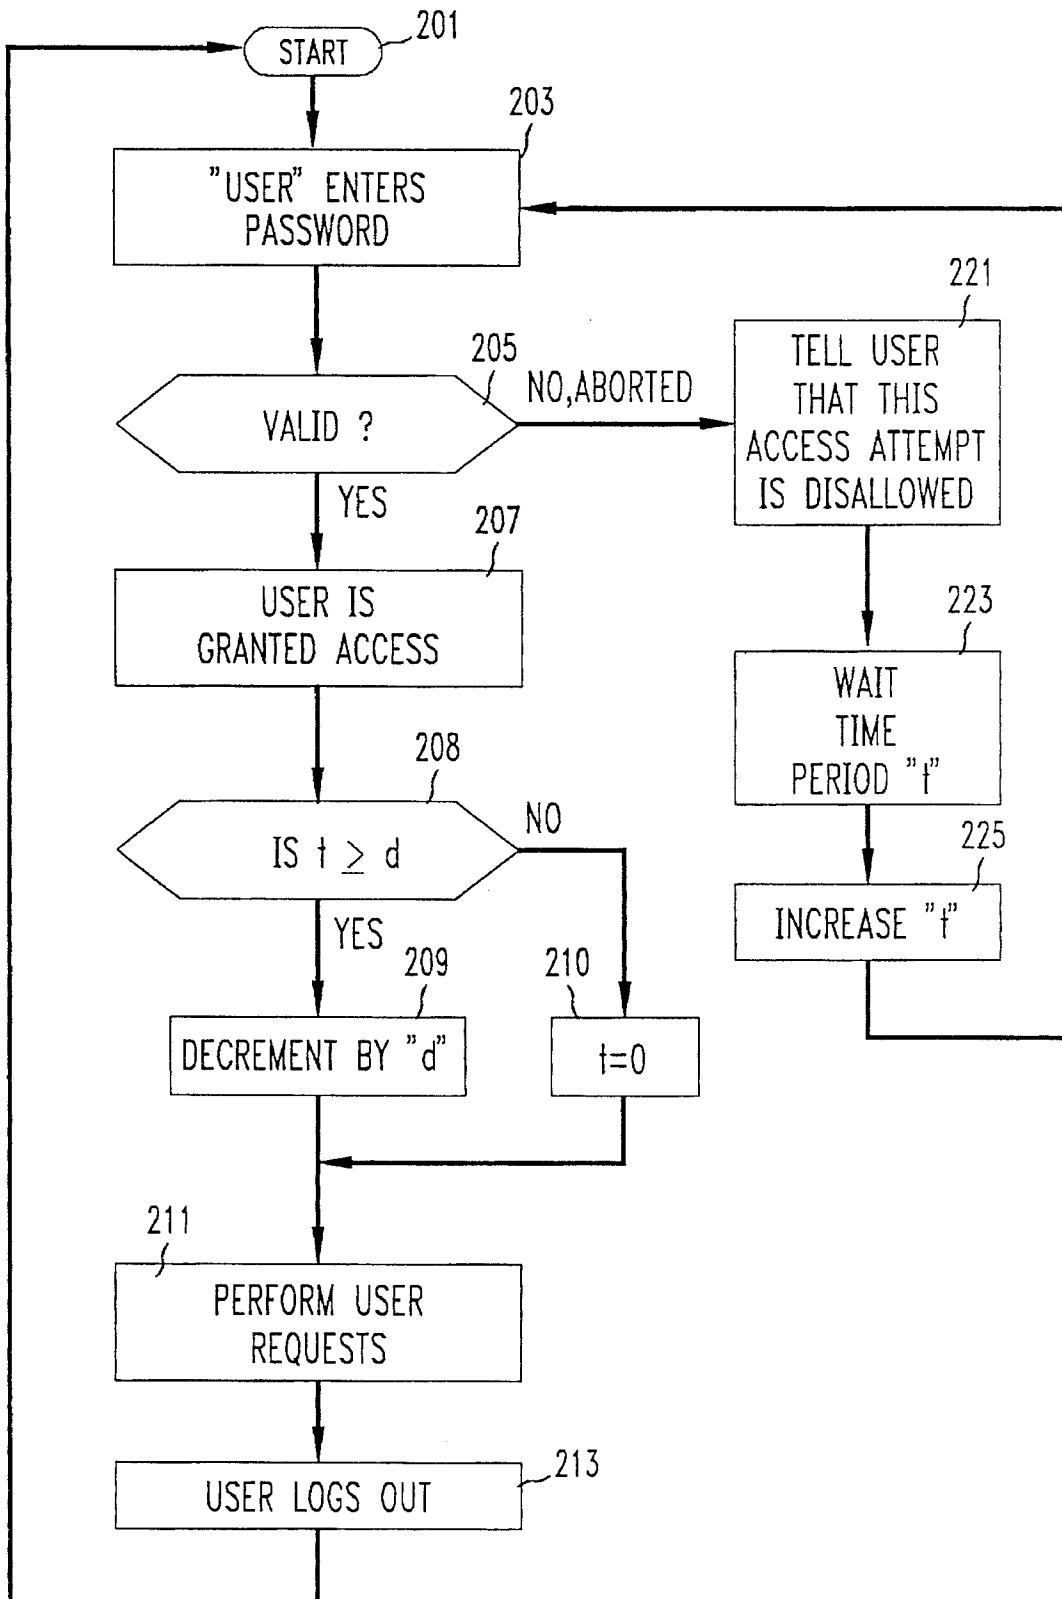 START
201
203
"USER" ENTERS
PASSWORD
205
VALID ?
NO,ABORTED
YES
221
TELL USER
THAT THIS
ACCESS ATTEMPT
IS DISALLOWED
207
USER IS
GRANTED ACCESS
223
WAIT
TIME
PERIOD "t"
208
IS t ≥ d
NO
YES
225
INCREASE "t"
209
DECREMENT BY "d"
210
t=0
211
PERFORM USER
REQUESTS
213
USER LOGS OUT